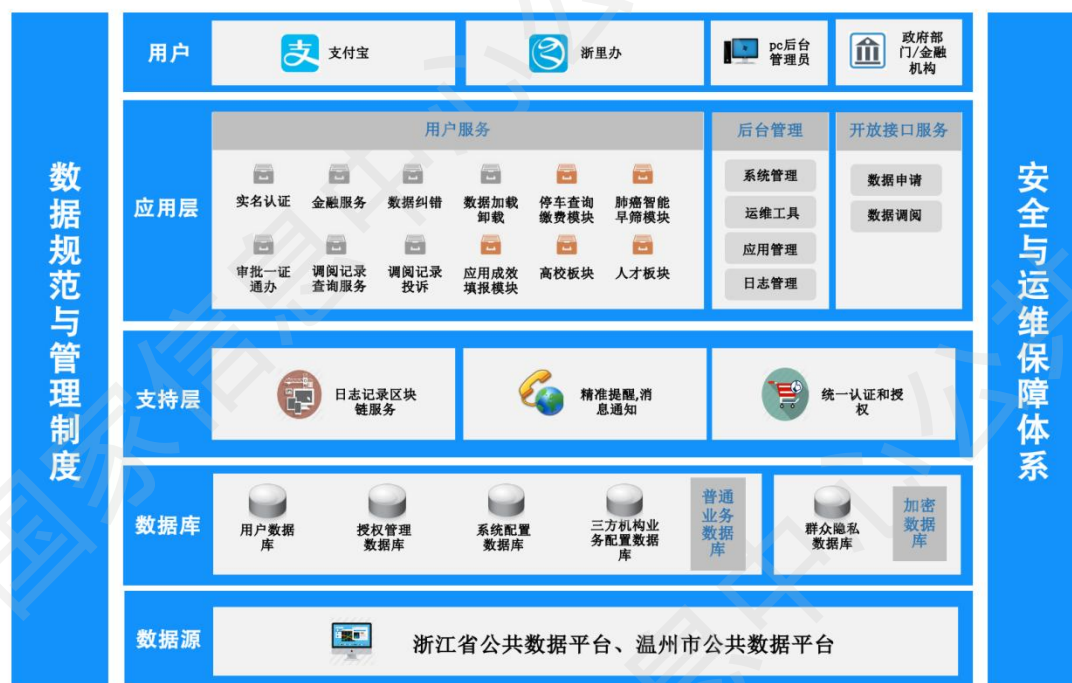 数据规范与管理制度
用户
支付宝
浙里办
pc后台
管理员
政府部
门/金融
机构
应用层
用户服务
实名认证
金融服务
数据纠错
数据加载
卸载
停车查询
缴费模块
肺癌智能
早筛模块
审批一证
通办
调阅记录
查询服务
调阅记录
投诉
应用成效
填报模块
高校板块
人才板块
后台管理
系统管理
运维工具
应用管理
日志管理
开放接口服务
数据申请
数据调阅
支持层
日志记录区块
链服务
精准提醒,消
息通知
统一认证和授
权
数据库
用户数据
库
授权管理
数据库
系统配置
数据库
三方机构业
务配置数据
库
普通
业务
数据
库
群众隐私
数据库
加密
数据
库
数据源
浙江省公共数据平台、温州市公共数据平台
安全与运维保障体系